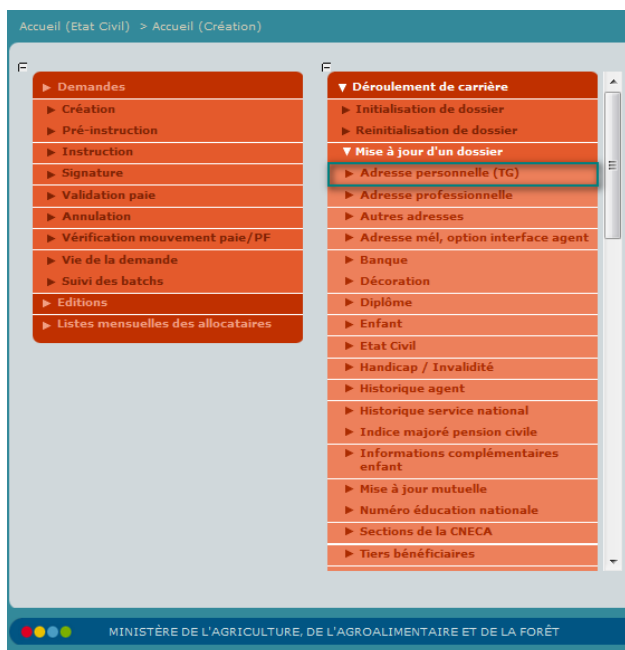 Accueil (Etat Civil) > Accueil (Création)
Demandes
Création
Pré-instruction
Instruction
Signature
Validation paie
Annulation
Vérification mouvement paie/PF
Vie de la demande
Suivi des batchs
Editions
Listes mensuelles des allocataires
Déroulement de carrière
Initialisation de dossier
Reinitialisation de dossier
Mise à jour d'un dossier
Adresse personnelle (TG)
Adresse professionnelle
Autres adresses
Adresse mél, option interface agent
Banque
Décoration
Diplôme
Enfant
Etat Civil
Handicap / Invalidité
Historique agent
Historique service national
Indice majoré pension civile
Informations complémentaires
enfant
Mise à jour mutuelle
Numéro éducation nationale
Sections de la CNECA
Tiers bénéficiaires
MINISTÈRE DE L'AGRICULTURE, DE L'AGROALIMENTAIRE ET DE LA FORÊT